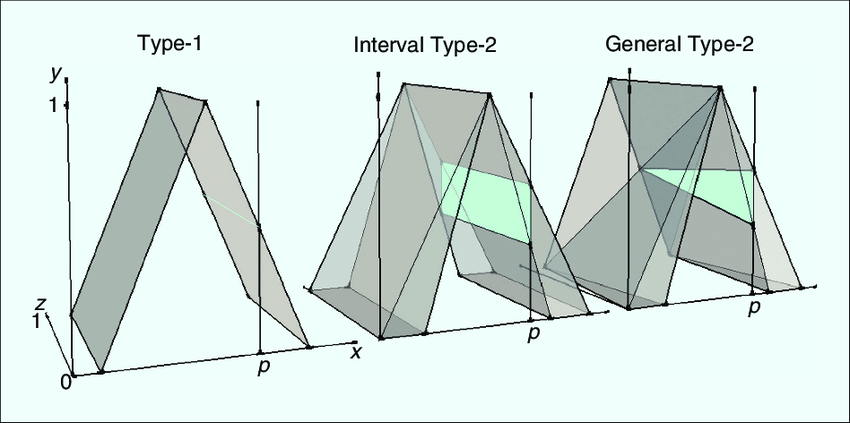 Type-1
Interval Type-2
General Type-2
y
1
z
1
0
p
x
p
p